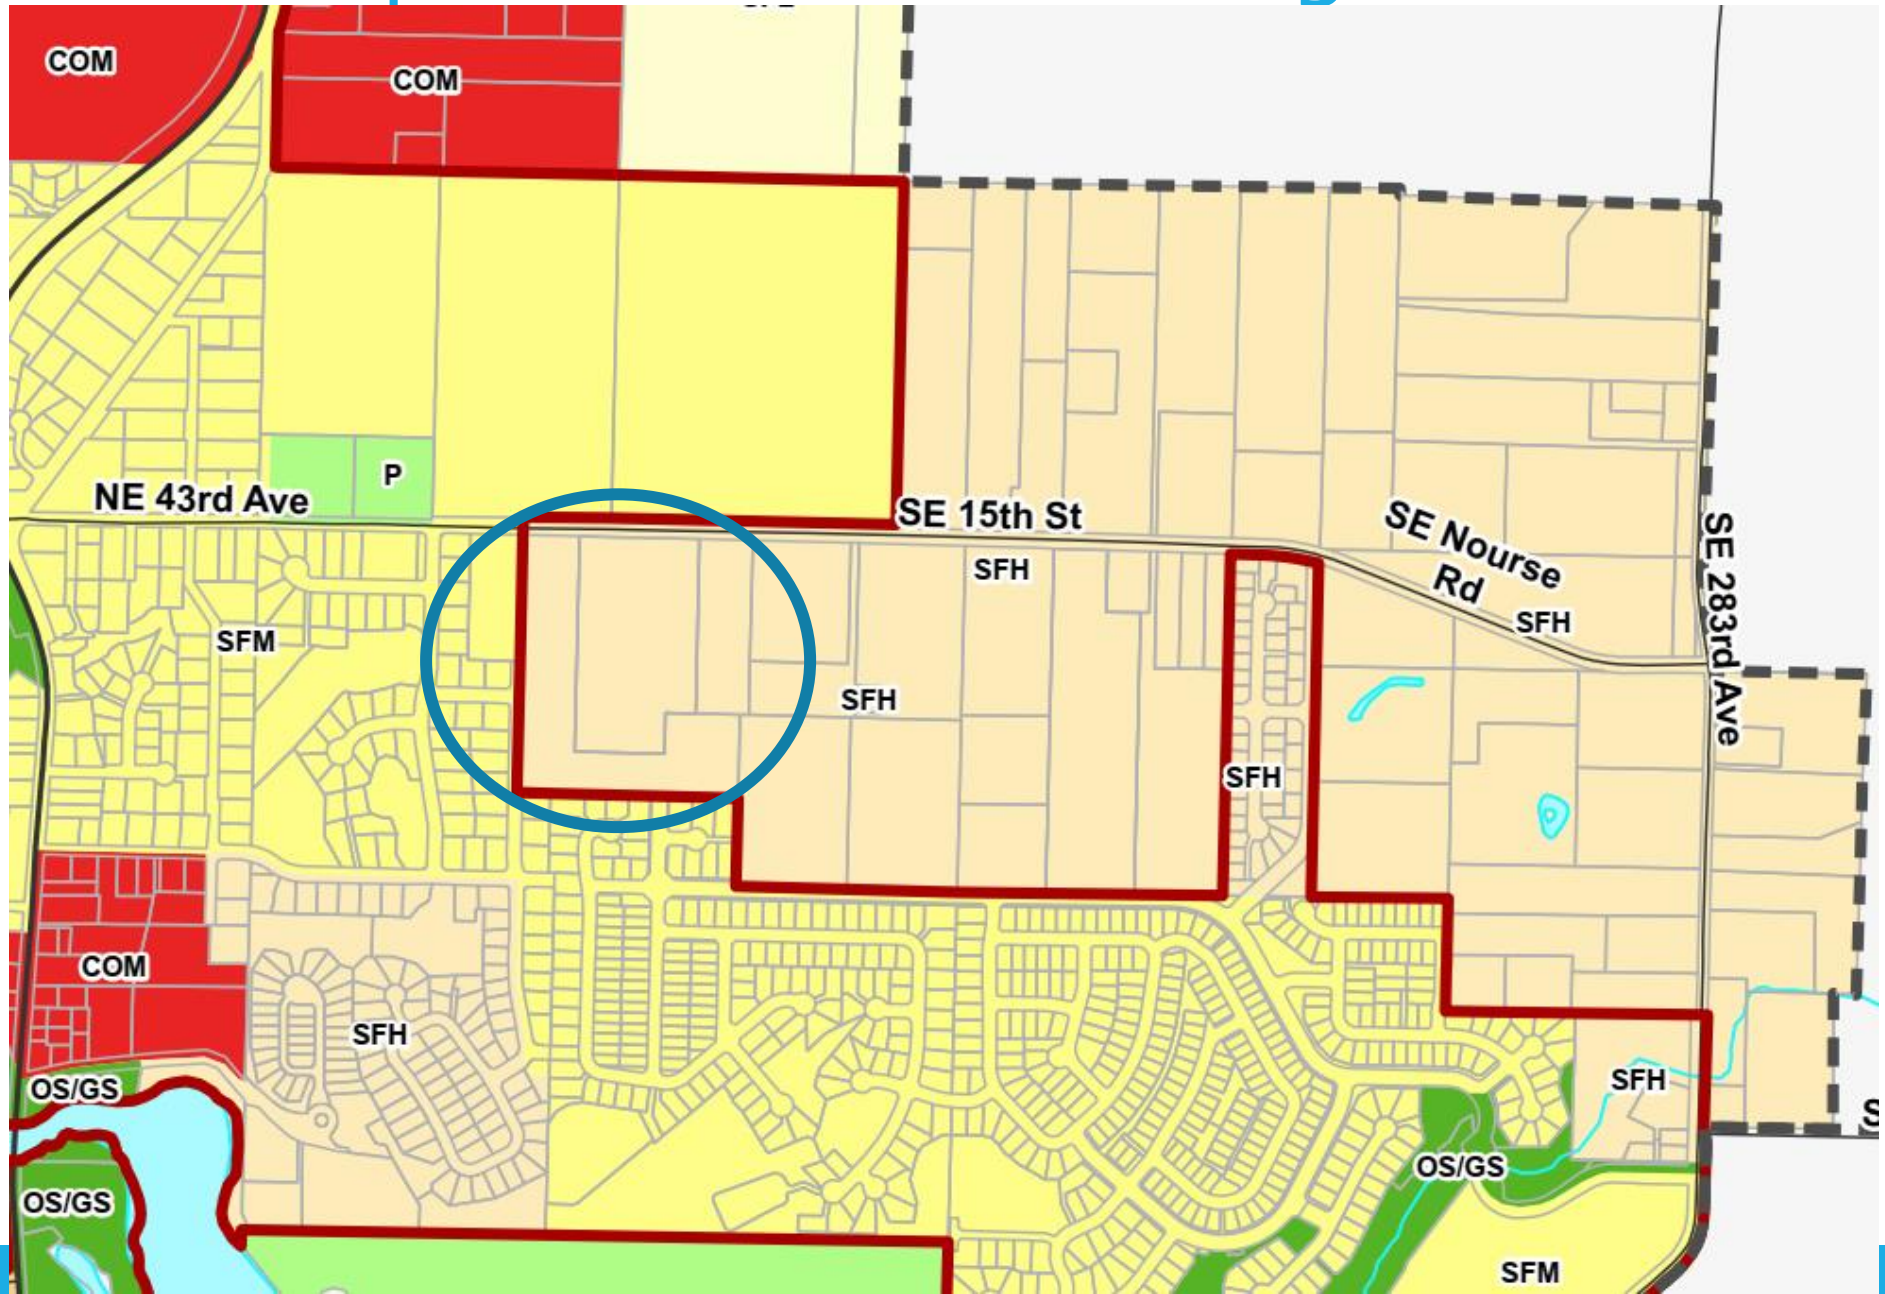 COM
COM
P
NE 43rd Ave
SE 15th St
SE Nourse
Rd
SE 283rd Ave
SFH
SFH
SFM
SFH
SFH
COM
SFH
OS/GS
SFH
OS/GS
OS/GS
SFM